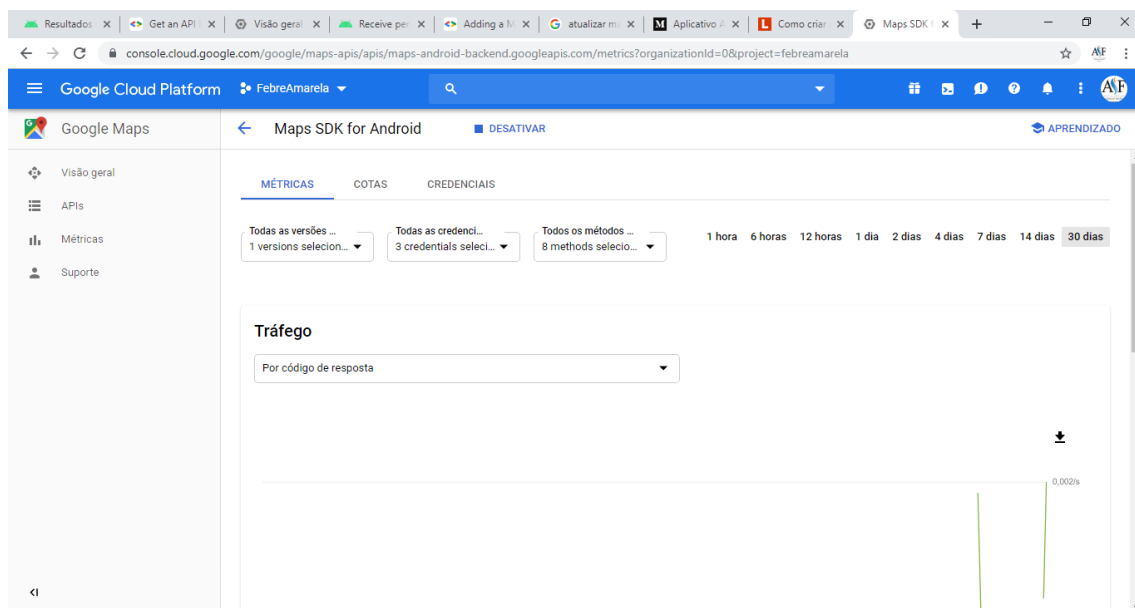 Resultados
Get an API
Visão geral
Receive per
Adding a M
atualizar m
Aplicativo A
Como criar
Maps SDK f
console.cloud.google.com/google/maps-apis/apis/maps-android-backend.googleapis.com/metrics?organizationId=0&project=febreamarela
Google Cloud Platform
FebreAmarela
Google Maps
Maps SDK for Android
DESATIVAR
APRENDIZADO
Visão geral
APIs
Métricas
Suporte
MÉTRICAS COTAS CREDENCIAIS
Todas as versões ...
1 versions selecion...
Todas as credenci...
3 credentials seleci...
Todos os métodos ...
8 methods selecio...
1 hora 6 horas 12 horas 1 dia 2 dias 4 dias 7 dias 14 dias 30 dias
Tráfego
Por código de resposta
0,002/s